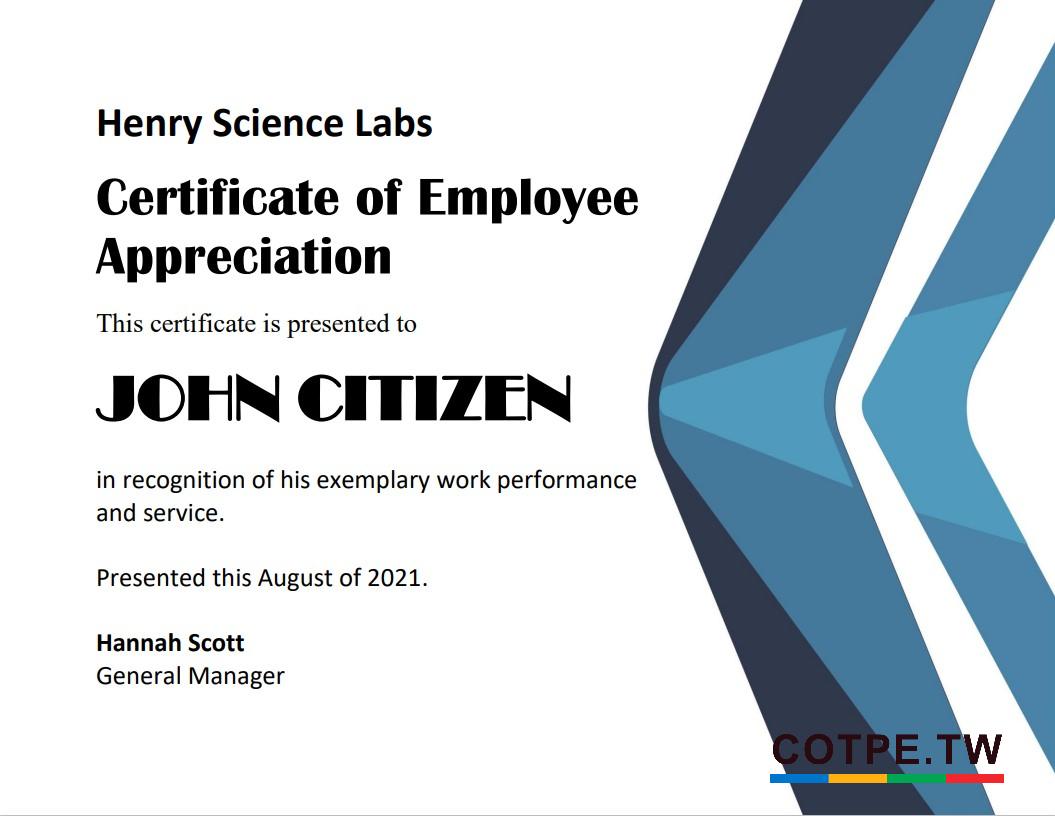 Henry Science Labs
Certificate of Employee
Appreciation
This certificate is presented to
JOHN CITIZEN
in recognition of his exemplary work performance
and service.
Presented this August of 2021.
Hannah Scott
General Manager
COTPE.TW